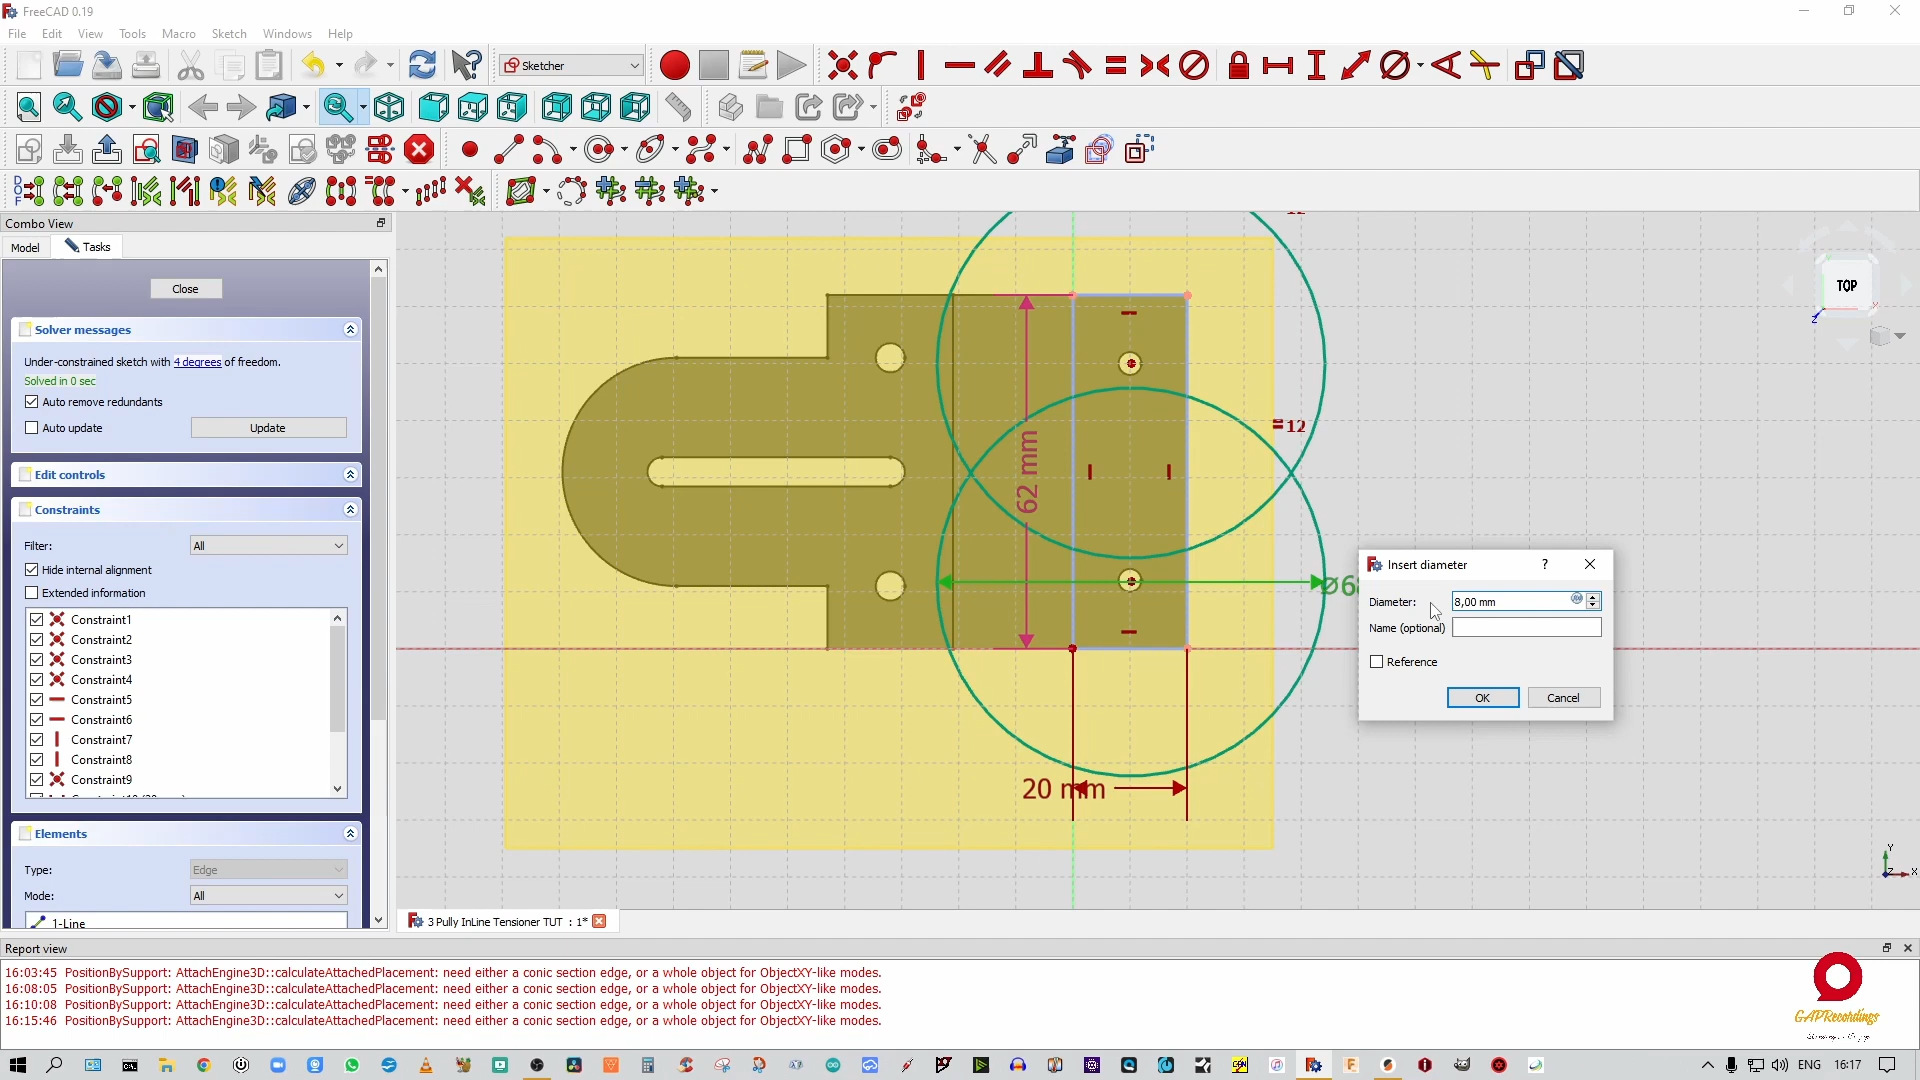 FreeCAD 0.19
File Edit View Tools Macro Sketch Windows Help
Sketcher
Combo View
Model Tasks
Close
Solver messages
Under-constrained sketch with 4 degrees of freedom.
Solved in 0 sec
Auto remove redundants
Auto update Update
Edit controls
Constraints
Filter: All
Hide internal alignment
Extended information
Constraint1
Constraint2
Constraint3
Constraint4
Constraint5
Constraint6
Constraint7
Constraint8
Constraint9
Elements
Type: Edge
Mode: All
1-Line
62 mm
20 mm
=12
TOP
Insert diameter ?
Diameter: 8,00 mm
Name (optional)
Reference
OK Cancel
Y
X
Z
3 Pully InLine Tensioner TUT : 1*
Report view
16:03:45 PositionBySupport: AttachEngine3D::calculateAttachedPlacement: need either a conic section edge, or a whole object for ObjectXY-like modes.
16:08:05 PositionBySupport: AttachEngine3D::calculateAttachedPlacement: need either a conic section edge, or a whole object for ObjectXY-like modes.
16:10:08 PositionBySupport: AttachEngine3D::calculateAttachedPlacement: need either a conic section edge, or a whole object for ObjectXY-like modes.
16:15:46 PositionBySupport: AttachEngine3D::calculateAttachedPlacement: need either a conic section edge, or a whole object for ObjectXY-like modes.
GAPRecordings
ENG 16:17